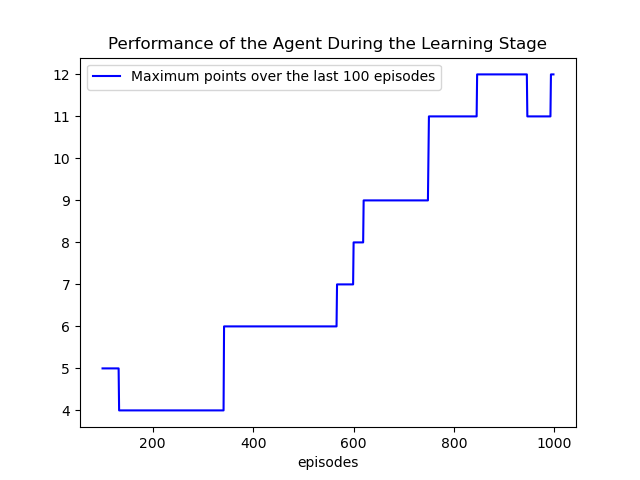 Performance of the Agent During the Learning Stage
Maximum points over the last 100 episodes
12
11
10
9
8
7
6
5
4
200 400 600 800 1000
episodes